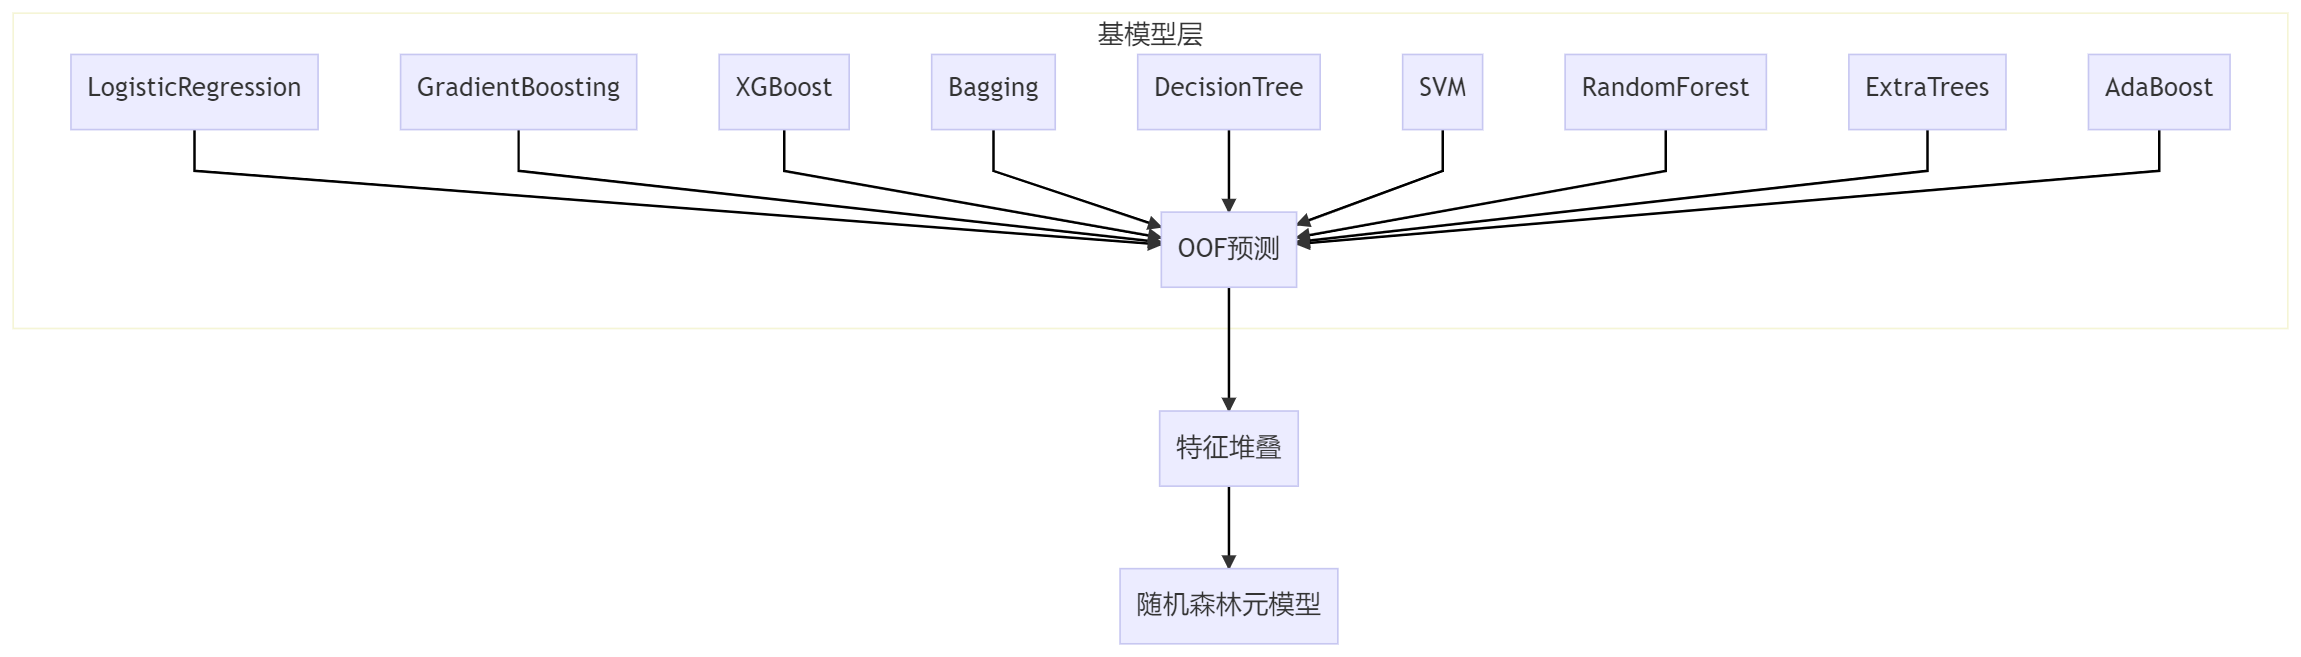 基模型层
LogisticRegression
GradientBoosting
XGBoost
Bagging
DecisionTree
SVM
RandomForest
ExtraTrees
AdaBoost
OOF预测
特征堆叠
随机森林元模型